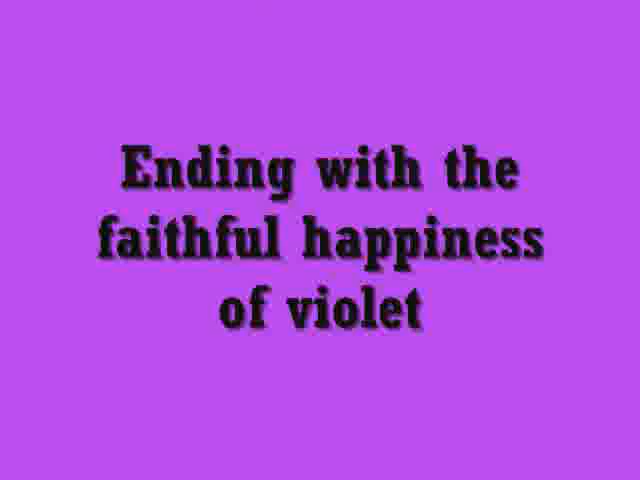 Ending with the
faithful happiness
of violet